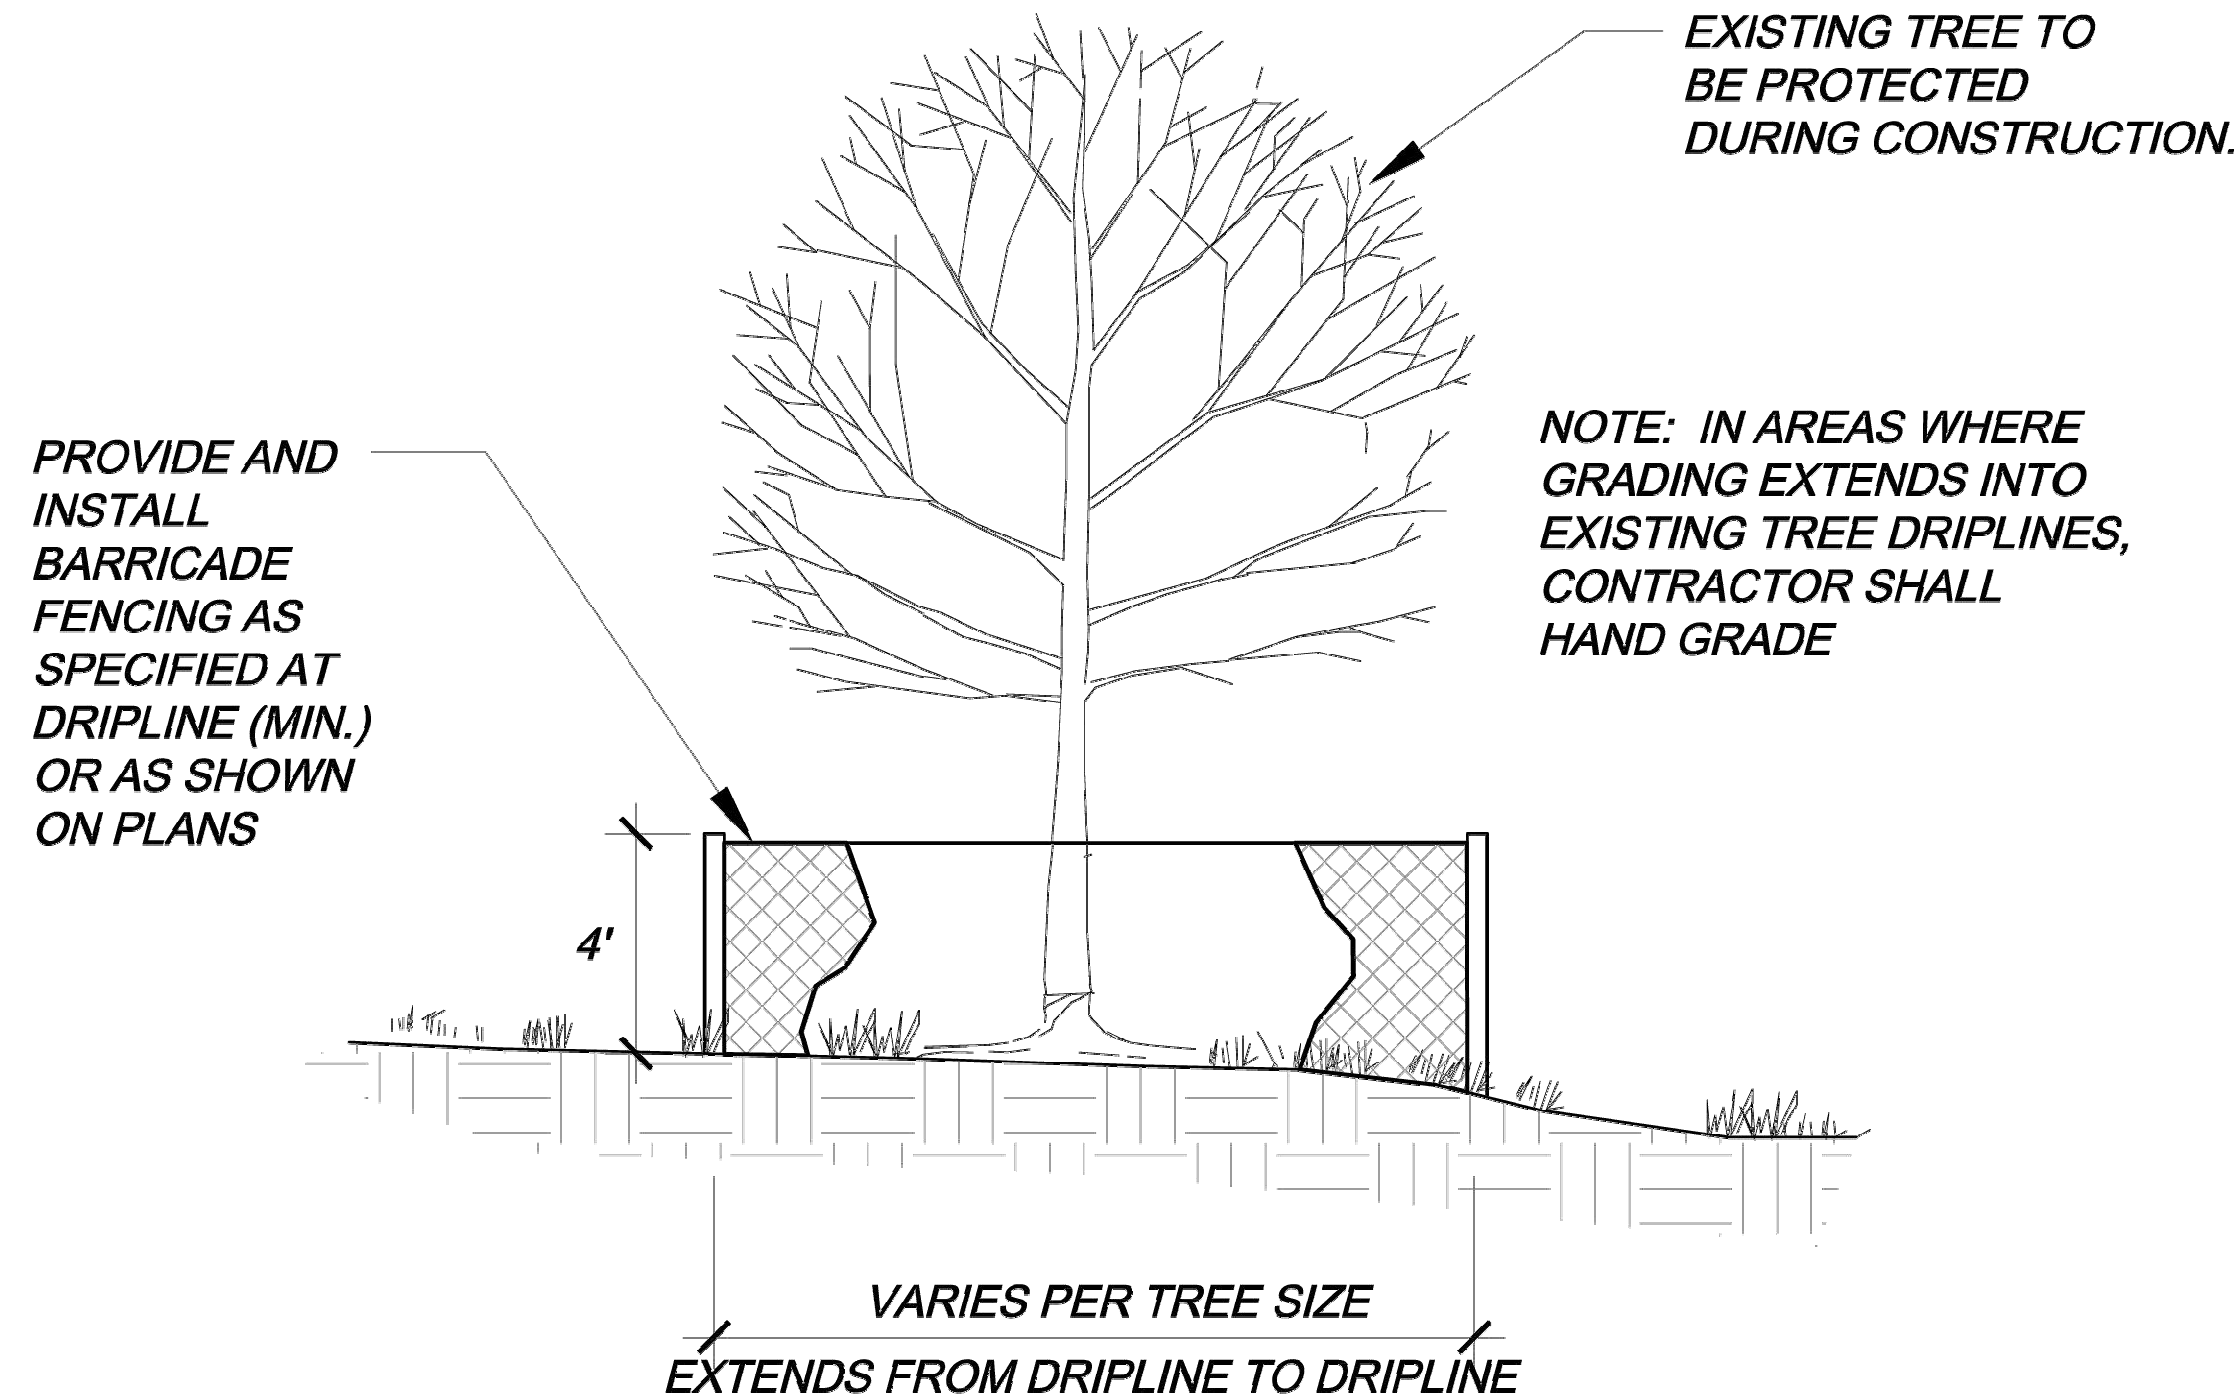 EXISTING TREE TO
BE PROTECTED
DURING CONSTRUCTION.
NOTE: IN AREAS WHERE
GRADING EXTENDS INTO
EXISTING TREE DRIPLINES,
CONTRACTOR SHALL
HAND GRADE
PROVIDE AND
INSTALL
BARRICADE
FENCING AS
SPECIFIED AT
DRIPLINE (MIN.)
OR AS SHOWN
ON PLANS
4'
VARIES PER TREE SIZE
EXTENDS FROM DRIPLINE TO DRIPLINE